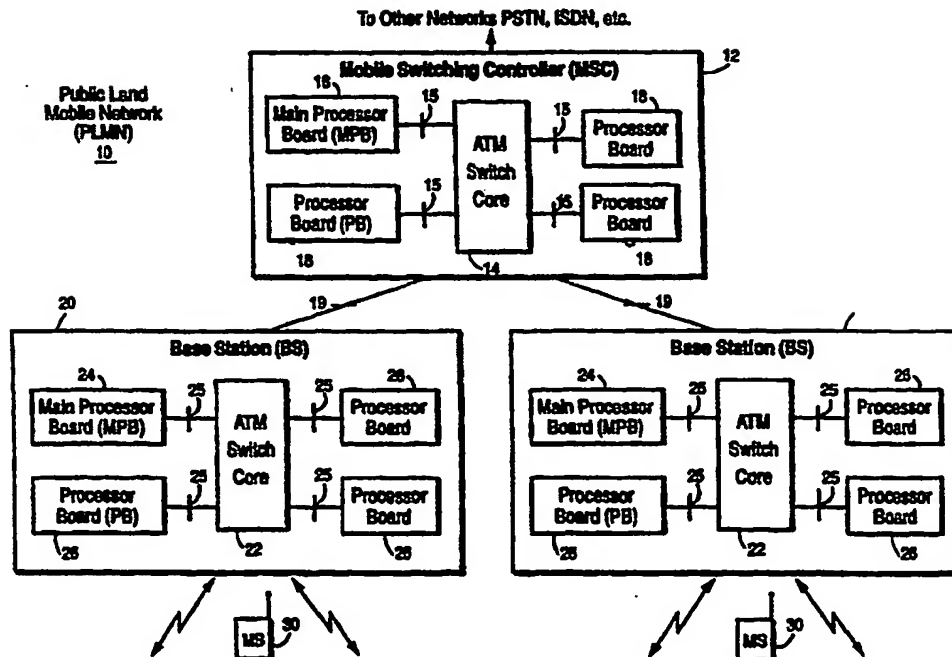 To Other Networks PSTN, ISDN, etc.
12
Mobile Switching Controller (MSC)
Public Land
Mobile Network
(PLMN)
10
16
15
15
18
Main Processor
Board (MPB)
ATM
Switch
Core
Processor
Board
15
15
Processor
Board (PB)
Processor
Board
18
14
18
19
19
20
Base Station (BS)
24
25
25
26
Main Processor
Board (MPB)
ATM
Switch
Core
Processor
Board
25
25
Processor
Board (PB)
Processor
Board
26
22
26
Base Station (BS)
24
25
25
26
Main Processor
Board (MPB)
ATM
Switch
Core
Processor
Board
25
25
Processor
Board (PB)
Processor
Board
26
22
26
MS
30
MS
30